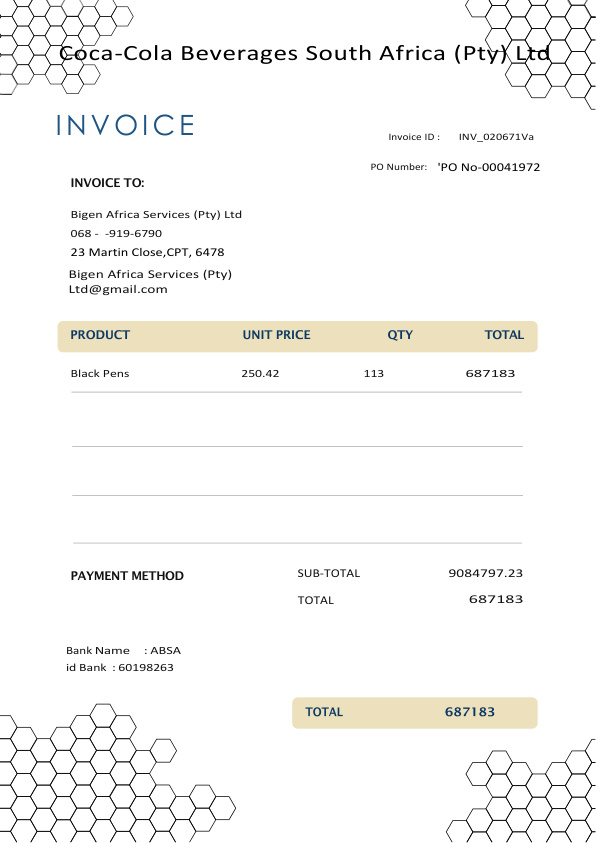 Coca-Cola Beverages South Africa (Pty) Ltd
INVOICE
Invoice ID : INV_020671Va
PO Number: 'PO No-00041972
INVOICE TO:
Bigen Africa Services (Pty) Ltd
068 - -919-6790
23 Martin Close,CPT, 6478
Bigen Africa Services (Pty)
Ltd@gmail.com
PRODUCT UNIT PRICE QTY TOTAL
Black Pens 250.42 113 687183
SUB-TOTAL 9084797.23
PAYMENT METHOD
TOTAL 687183
Bank Name : ABSA
id Bank : 60198263
TOTAL 687183